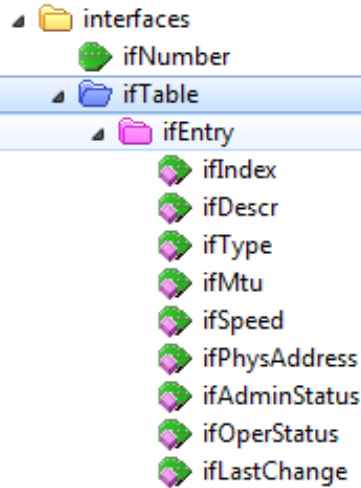 interfaces
ifNumber
ifTable
ifEntry
ifIndex
ifDescr
ifType
ifMtu
ifSpeed
ifPhysAddress
ifAdminStatus
ifOperStatus
ifLastChange